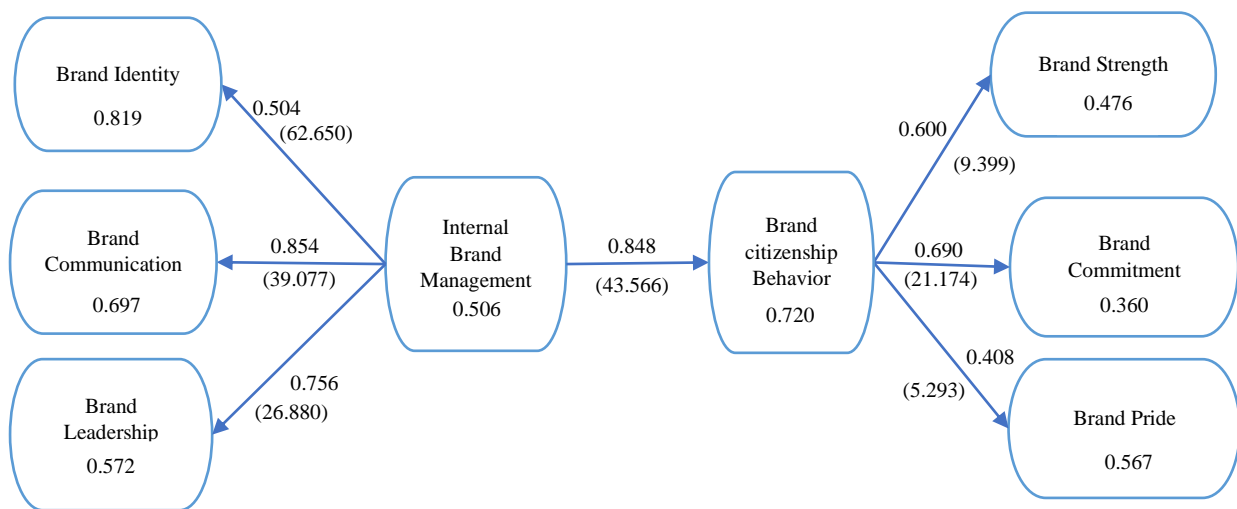 Brand Identity
0.819
0.504
(62.650)
Brand
Communication
0.697
0.854
(39.077)
Brand
Leadership
0.572
0.756
(26.880)
Internal
Brand
Management
0.506
0.848
(43.566)
Brand
citizenship
Behavior
0.720
0.600
(9.399)
Brand Strength
0.476
0.690
(21.174)
Brand
Commitment
0.360
0.408
(5.293)
Brand Pride
0.567